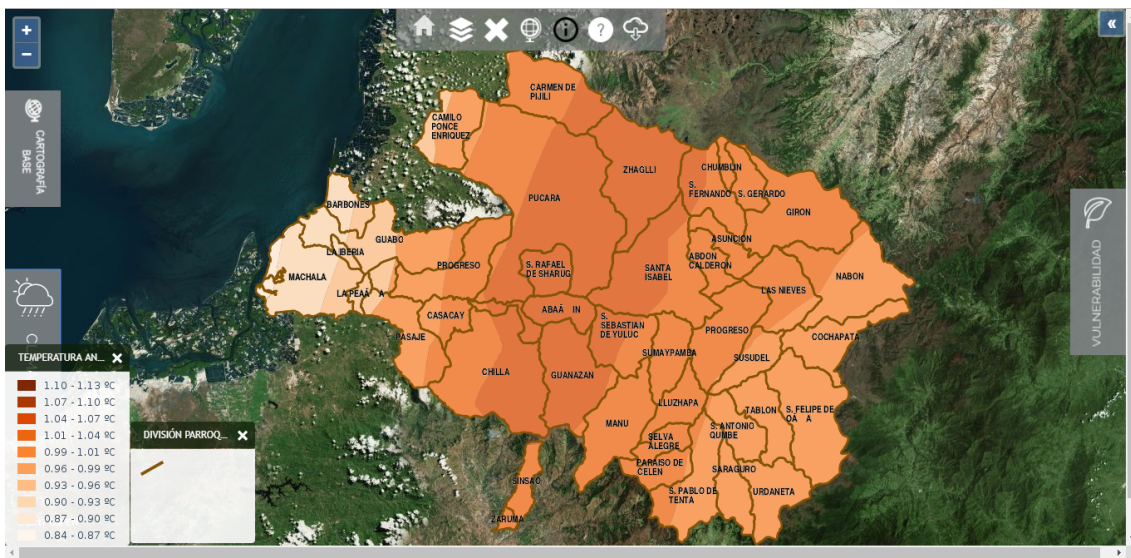 CARTOGRAFÍA
BASE
VULNERABILIDAD
CARMEN DE
PIJILI
CAMILO
PONCE
ENRIQUEZ
ZHAGLLI
CHUMBLIN
S.
FERNANDO
S. GERARDO
PUCARA
GIRON
BARBONES
GUABO
ASUNCION
LA IBERIA
ABDON
CALDERON
PROGRESO
S. RAFAEL
DE SHARUG
SANTA
ISABEL
MACHALA
NABON
LA PEAÃ A
LAS NIEVES
ABAÃ IN
CASACAY
S.
SEBASTIAN
DE YULUC
PASAJE
PROGRESO
COCHAPATA
SUMAYPAMBA
SUSUDEL
CHILLA
GUANAZAN
LLUZHAPA
TABLON
S. FELIPE DE
OÃ A
MANU
S. ANTONIO
QUMBE
SELVA
ALEGRE
PARAISO DE
CELEN
SARAGURO
SINSAO
S. PABLO DE
TENTA
URDANETA
ZARUMA
TEMPERATURA AN...
1.10 - 1.13 ºC
1.07 - 1.10 ºC
1.04 - 1.07 ºC
1.01 - 1.04 ºC
0.99 - 1.01 ºC
0.96 - 0.99 ºC
0.93 - 0.96 ºC
0.90 - 0.93 ºC
0.87 - 0.90 ºC
0.84 - 0.87 ºC
DIVISIÓN PARROQ...